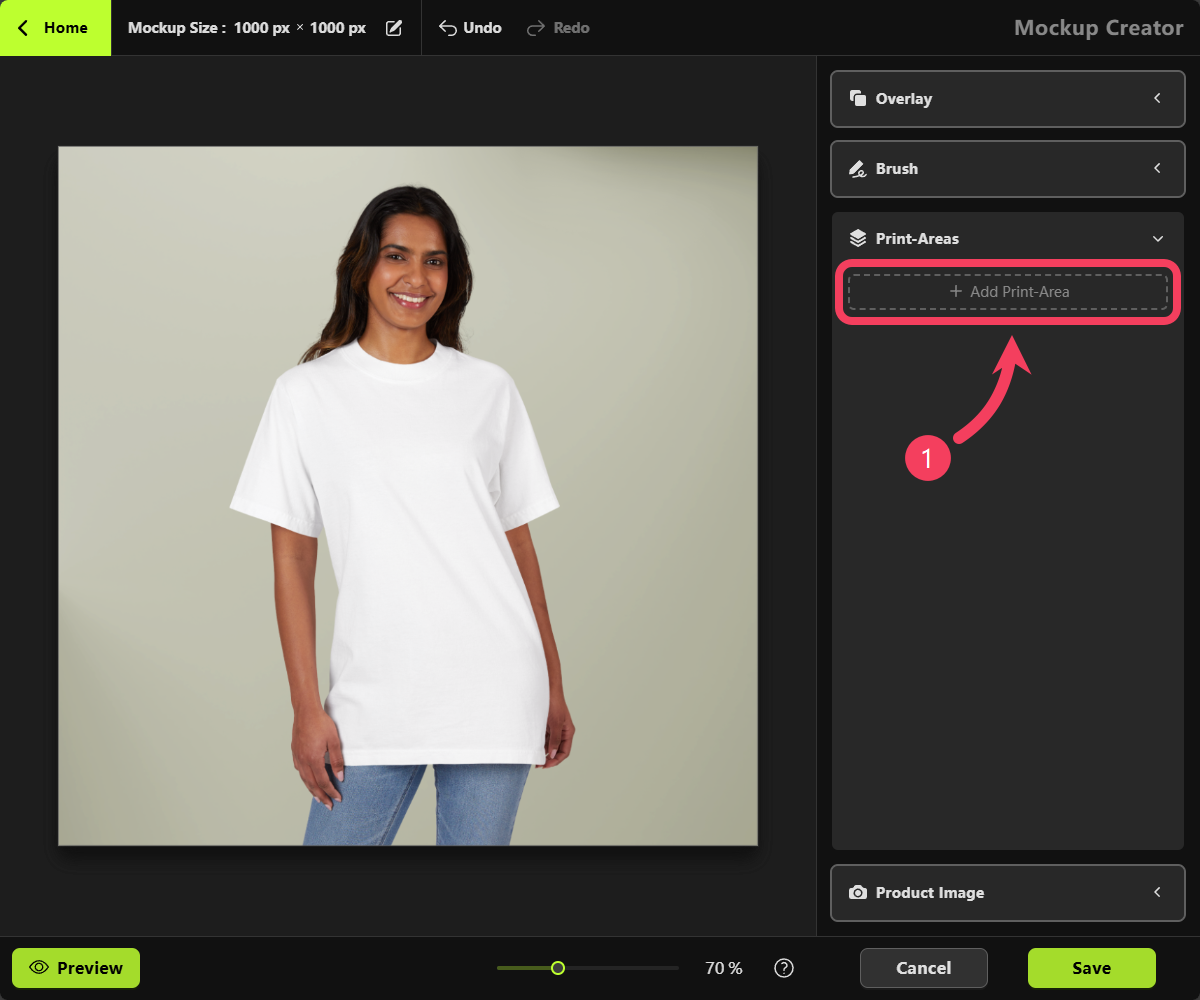 Home
Mockup Size : 1000 px × 1000 px
Undo
Redo
Mockup Creator
Overlay
Brush
Print-Areas
+ Add Print-Area
1
Product Image
Preview
70 %
?
Cancel
Save